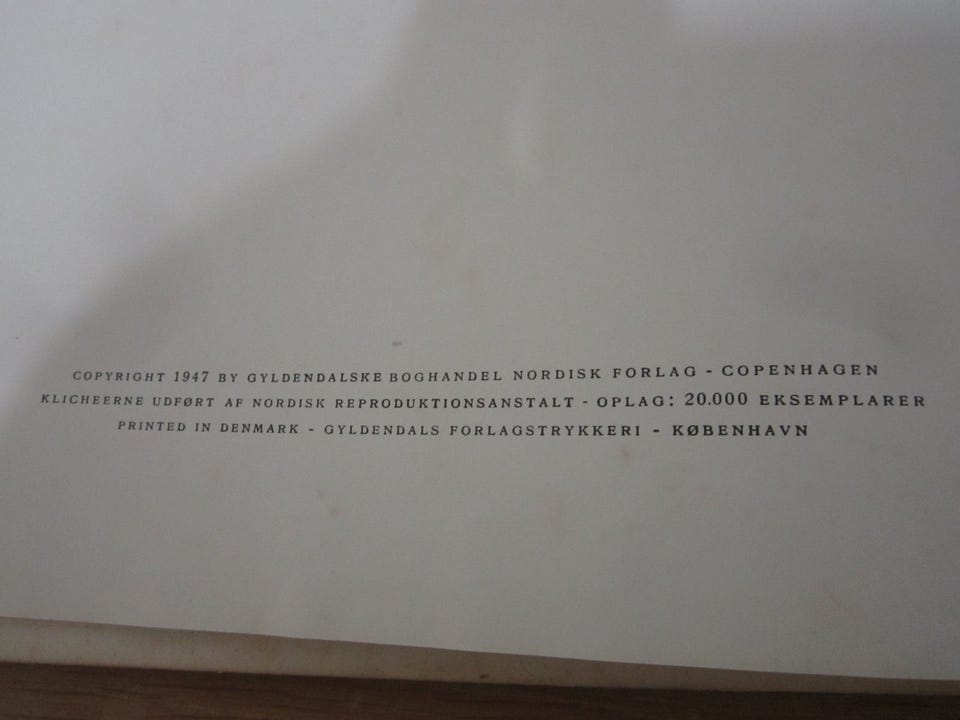 COPYRIGHT 1947 BY GYLDENDALSKE BOGHANDEL NORDISK FORLAG - COPENHAGEN
KLICHEERNE UDFØRT AF NORDISK REPRODUKTIONSANSTALT - OPLAG: 20.000 EKSEMPLARER
PRINTED IN DENMARK - GYLDENDALS FORLAGSTRYKKERI - KØBENHAVN